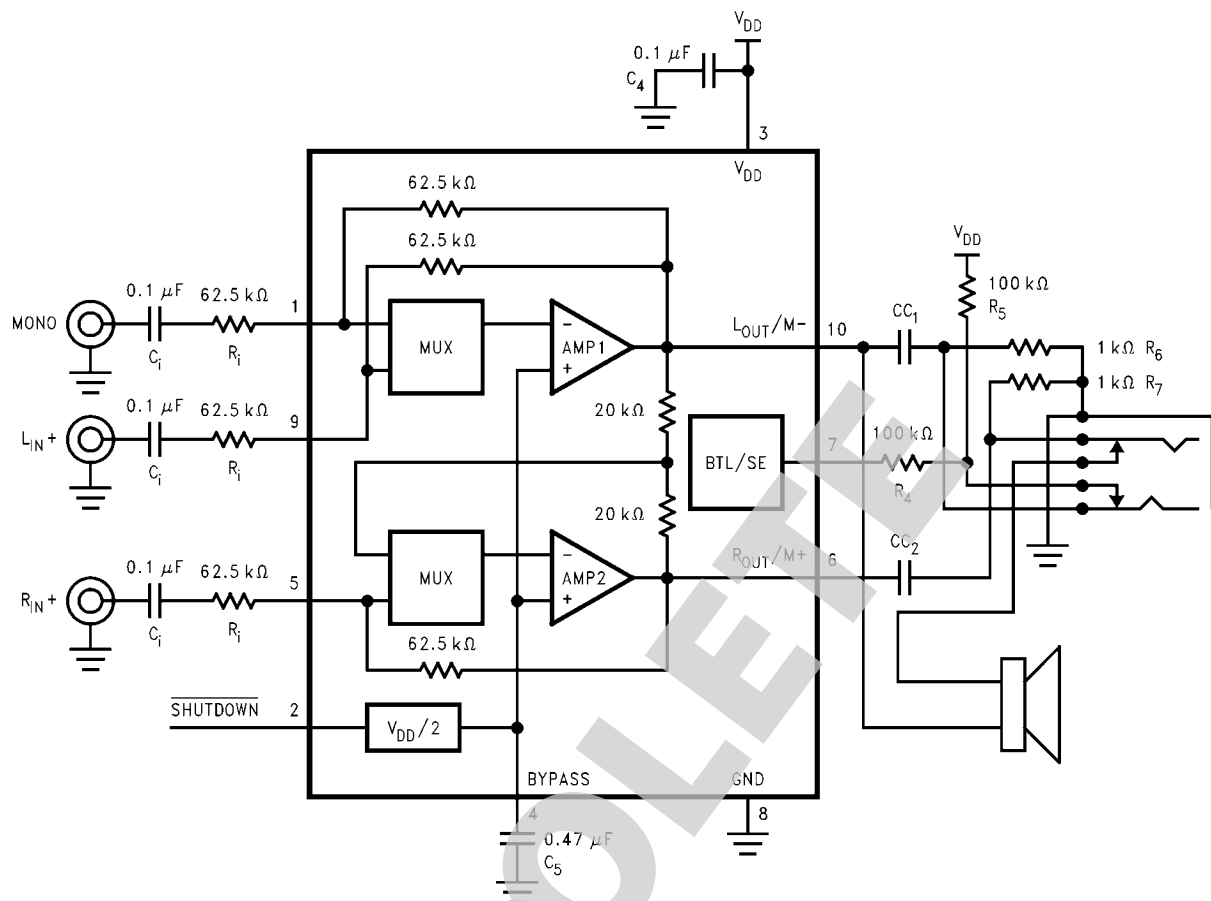 V_DD
0.1 μF
C_4
3
V_DD
62.5 kΩ
62.5 kΩ
V_DD
100 kΩ
R_5
MONO
0.1 μF
62.5 kΩ
1
C_i
R_i
MUX
AMP1
−
+
L_OUT/M-
10
CC_1
1 kΩ R_6
1 kΩ R_7
L_IN+
0.1 μF
62.5 kΩ
9
C_i
R_i
20 kΩ
BTL/SE
7
100 kΩ
R_4
20 kΩ
R_IN+
0.1 μF
62.5 kΩ
5
C_i
R_i
MUX
AMP2
−
+
R_OUT/M+
6
CC_2
62.5 kΩ
SHUTDOWN
2
V_DD/2
BYPASS
GND
4
8
0.47 μF
C_5
OLETE